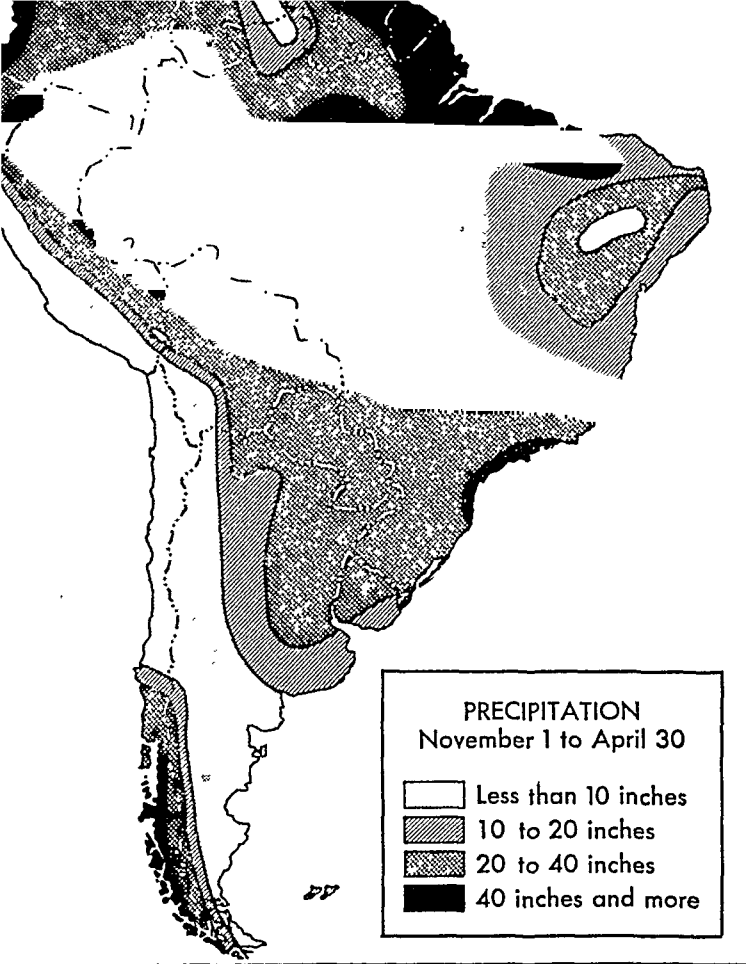 PRECIPITATION
November 1 to April 30
Less than 10 inches
10 to 20 inches
20 to 40 inches
40 inches and more